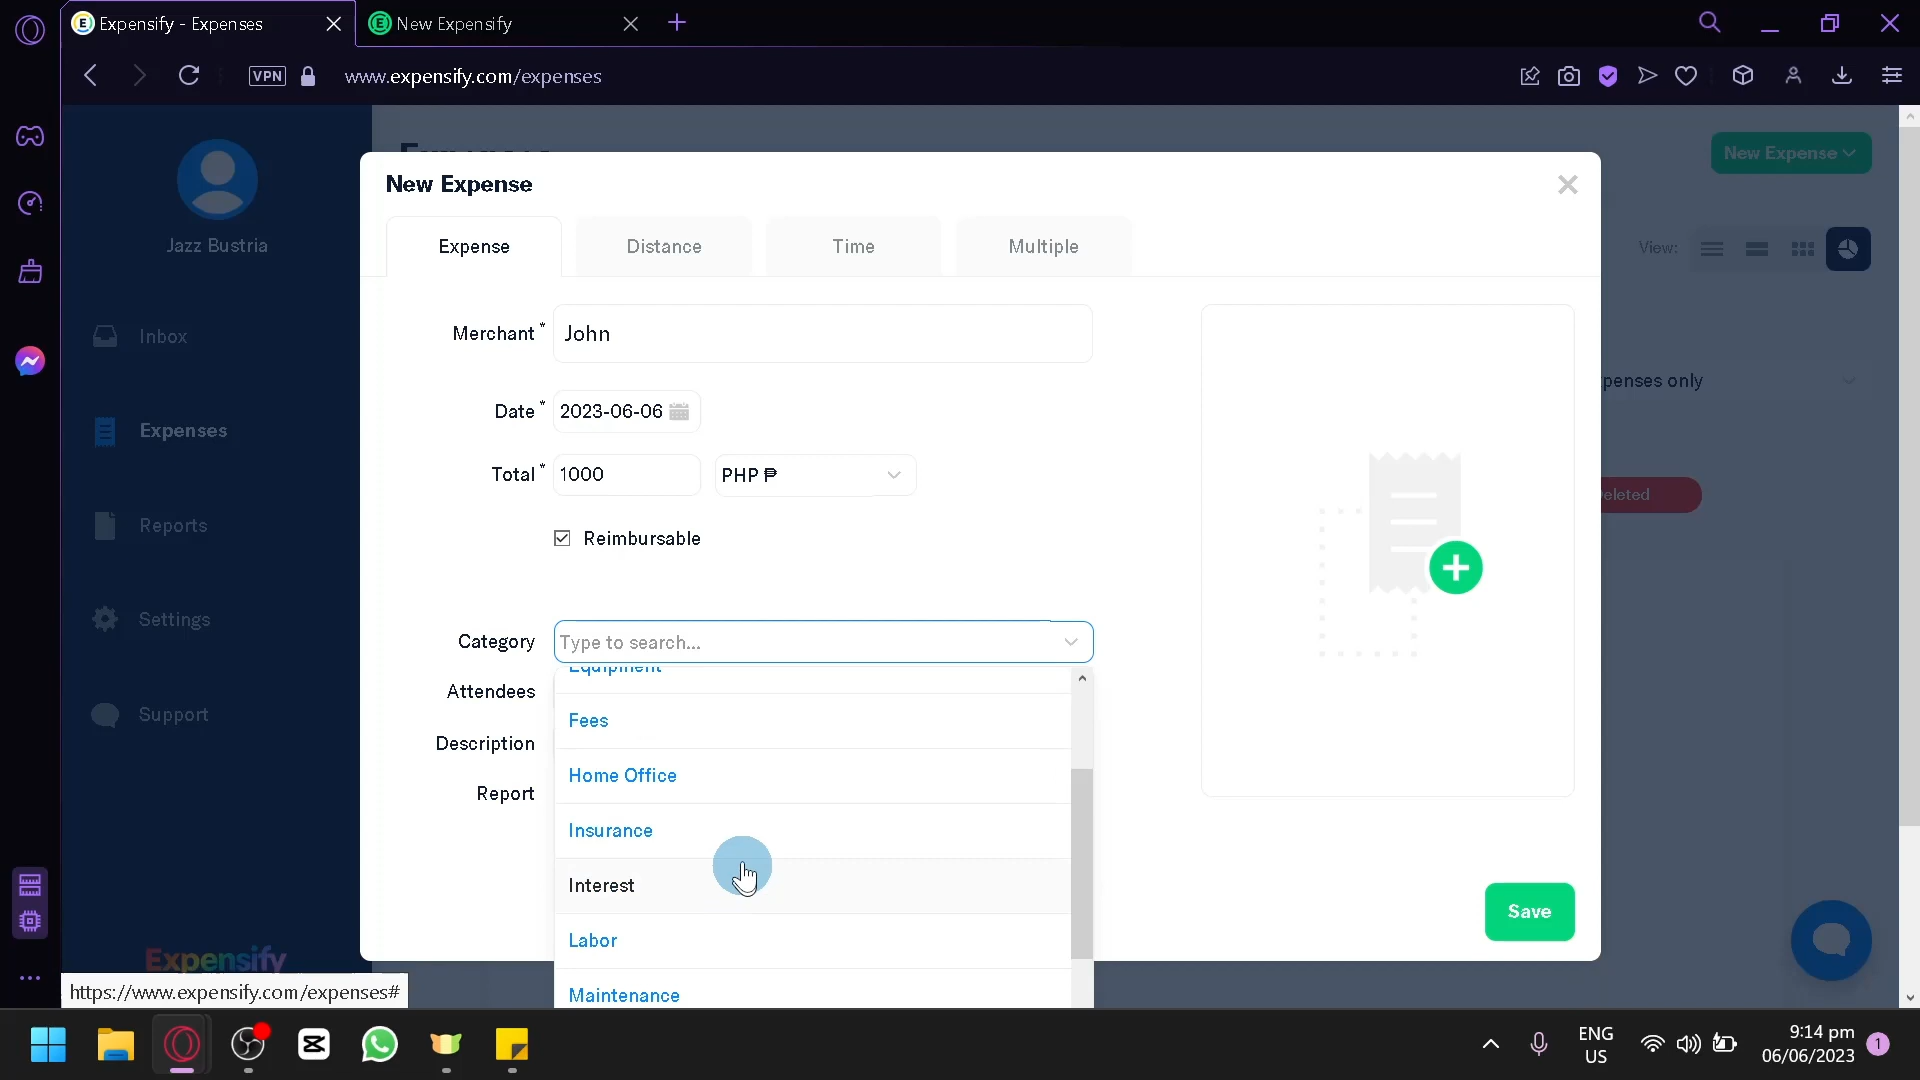 Expensify - Expenses
New Expensify
VPN
www.expensify.com/expenses
New Expense
New Expense
Jazz Bustria
Expense
Distance
Time
Multiple
View:
Merchant *
John
Inbox
Date *
2023-06-06
penses only
Expenses
Total *
1000
PHP ₱
eleted
Reports
Reimbursable
Settings
Category
Type to search...
Equipment
Attendees
Support
Fees
Description
Home Office
Report
Insurance
Interest
Save
Labor
Expensify
https://www.expensify.com/expenses#
Maintenance
ENG
US
9:14 pm
06/06/2023
1